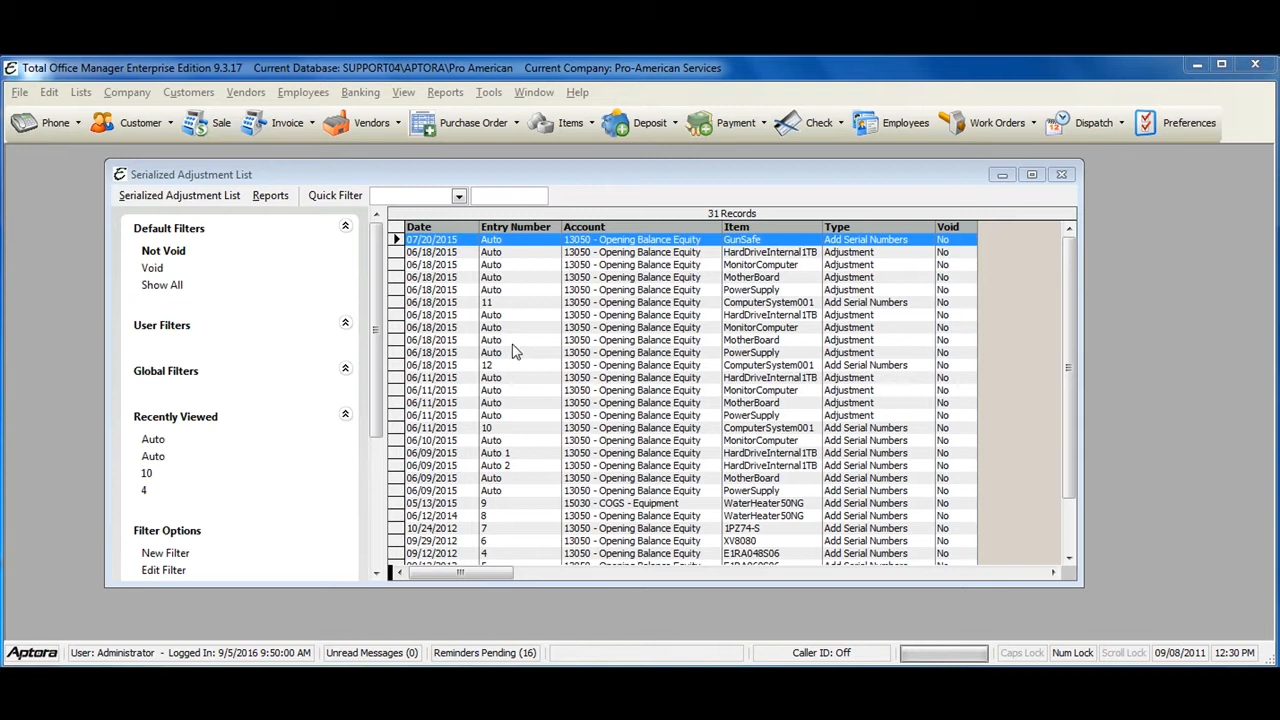 Total Office Manager Enterprise Edition 9.3.17 Current Database: SUPPORT04\APTORA\Pro American Current Company: Pro-American Services
File Edit Lists Company Customers Vendors Employees Banking View Reports Tools Window Help
Phone Customer Sale Invoice Vendors Purchase Order Items Deposit Payment Check Employees Work Orders Dispatch Preferences
Serialized Adjustment List
Serialized Adjustment List Reports Quick Filter
Default Filters
Not Void
Void
Show All
User Filters
Global Filters
Recently Viewed
Auto
Auto
10
4
Filter Options
New Filter
Edit Filter
31 Records
Date Entry Number Account Item Type Void
07/20/2015 Auto 13050 - Opening Balance Equity GunSafe Add Serial Numbers No
06/18/2015 Auto 13050 - Opening Balance Equity HardDriveInternal1TB Adjustment No
06/18/2015 Auto 13050 - Opening Balance Equity MonitorComputer Adjustment No
06/18/2015 Auto 13050 - Opening Balance Equity MotherBoard Adjustment No
06/18/2015 Auto 13050 - Opening Balance Equity PowerSupply Adjustment No
06/18/2015 11 13050 - Opening Balance Equity ComputerSystem001 Add Serial Numbers No
06/18/2015 Auto 13050 - Opening Balance Equity HardDriveInternal1TB Adjustment No
06/18/2015 Auto 13050 - Opening Balance Equity MonitorComputer Adjustment No
06/18/2015 Auto 13050 - Opening Balance Equity MotherBoard Adjustment No
06/18/2015 Auto 13050 - Opening Balance Equity PowerSupply Adjustment No
06/18/2015 12 13050 - Opening Balance Equity ComputerSystem001 Add Serial Numbers No
06/11/2015 Auto 13050 - Opening Balance Equity HardDriveInternal1TB Adjustment No
06/11/2015 Auto 13050 - Opening Balance Equity MonitorComputer Adjustment No
06/11/2015 Auto 13050 - Opening Balance Equity MotherBoard Adjustment No
06/11/2015 Auto 13050 - Opening Balance Equity PowerSupply Adjustment No
06/11/2015 10 13050 - Opening Balance Equity ComputerSystem001 Add Serial Numbers No
06/10/2015 Auto 13050 - Opening Balance Equity MonitorComputer Add Serial Numbers No
06/09/2015 Auto 1 13050 - Opening Balance Equity HardDriveInternal1TB Add Serial Numbers No
06/09/2015 Auto 2 13050 - Opening Balance Equity HardDriveInternal1TB Add Serial Numbers No
06/09/2015 Auto 13050 - Opening Balance Equity MotherBoard Add Serial Numbers No
06/09/2015 Auto 13050 - Opening Balance Equity PowerSupply Add Serial Numbers No
05/13/2015 9 15030 - COGS - Equipment WaterHeater50NG Add Serial Numbers No
06/12/2014 8 13050 - Opening Balance Equity WaterHeater50NG Add Serial Numbers No
10/24/2012 7 13050 - Opening Balance Equity 1PZ74-S Add Serial Numbers No
09/29/2012 6 13050 - Opening Balance Equity XV8080 Add Serial Numbers No
09/12/2012 4 13050 - Opening Balance Equity E1RA048S06 Add Serial Numbers No
Aptora User: Administrator - Logged In: 9/5/2016 9:50:00 AM Unread Messages (0) Reminders Pending (16) Caller ID: Off Caps Lock Num Lock Scroll Lock 09/08/2011 12:30 PM